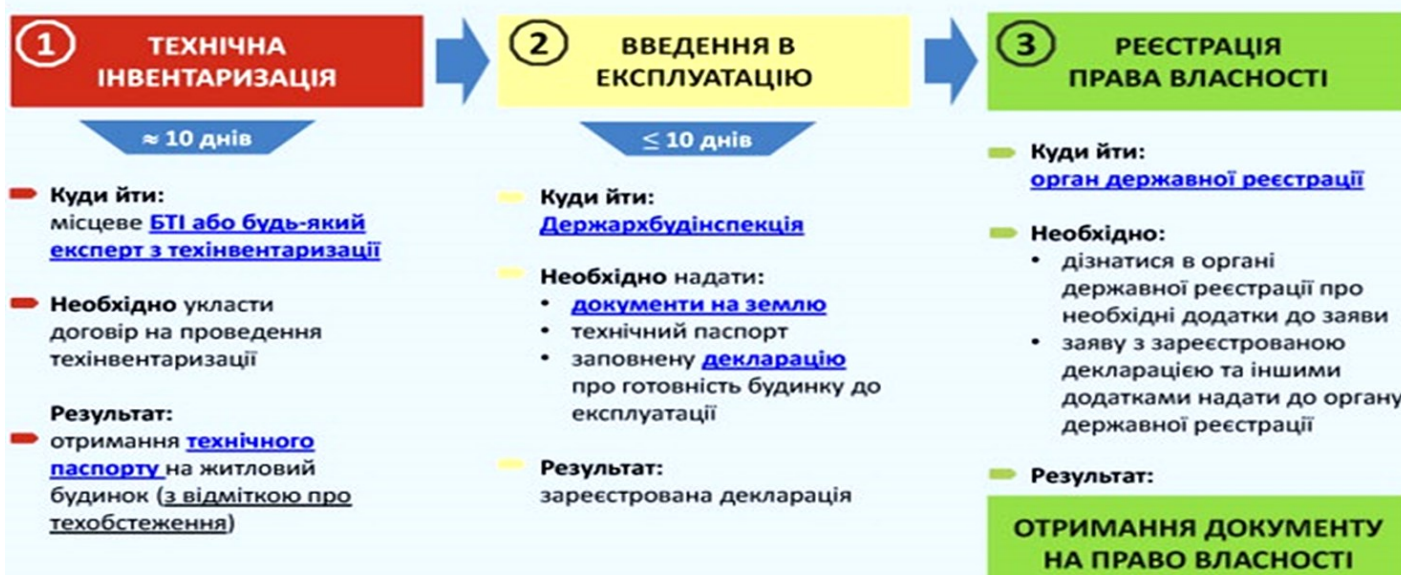 1
ТЕХНІЧНА
ІНВЕНТАРИЗАЦІЯ
≈ 10 днів
Куди йти:
місцеве БТІ або будь-який
експерт з техінвентаризації
Необхідно укласти
договір на проведення
техінвентаризації
Результат:
отримання технічного
паспорту на житловий
будинок (з відміткою про
техобстеження)
2
ВВЕДЕННЯ В
ЕКСПЛУАТАЦІЮ
≤ 10 днів
Куди йти:
Держархбудінспекція
Необхідно надати:
• документи на землю
• технічний паспорт
• заповнену декларацію
про готовність будинку до
експлуатації
Результат:
зареєстрована декларація
3
РЕЄСТРАЦІЯ
ПРАВА ВЛАСНОСТІ
Куди йти:
орган державної реєстрації
Необхідно:
• дізнатися в органі
державної реєстрації про
необхідні додатки до заяви
• заяву з зареєстрованою
декларацією та іншими
додатками надати до органу
державної реєстрації
Результат:
ОТРИМАННЯ ДОКУМЕНТУ
НА ПРАВО ВЛАСНОСТІ